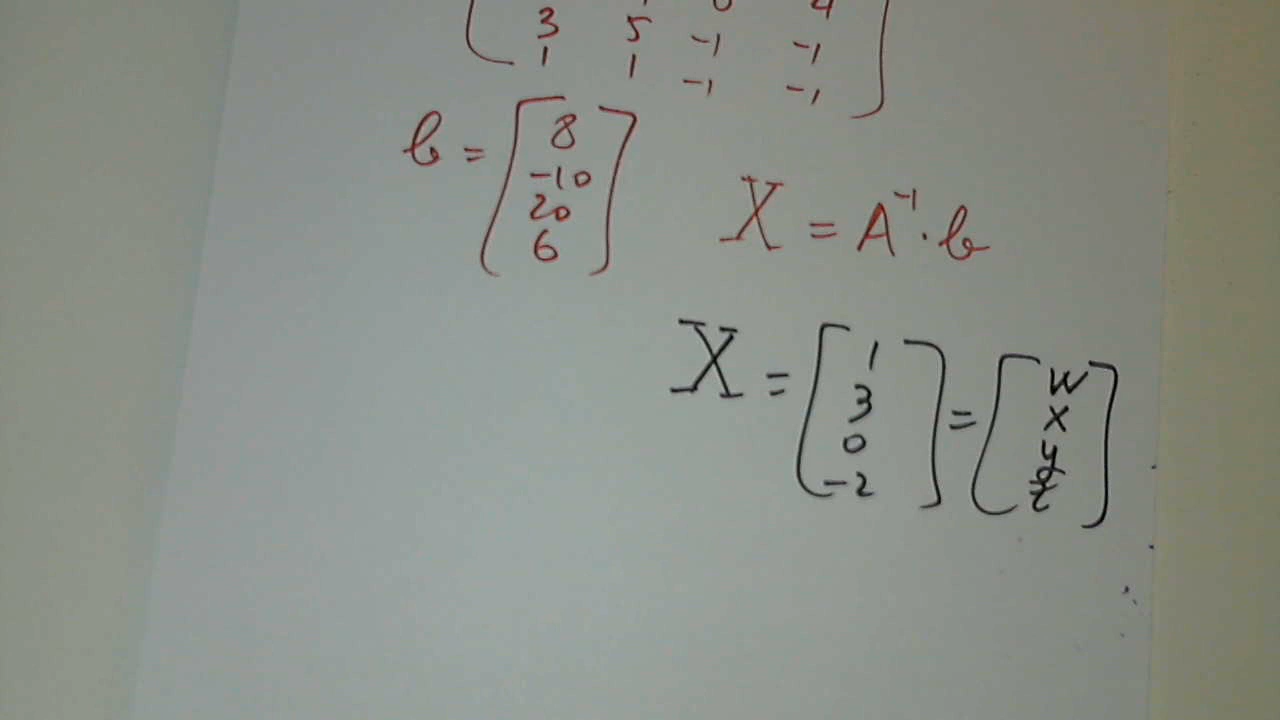 3 5 -1 -1
1 1 -1 -1
b = [8
-10
20
6]
X = A⁻¹ · b
X = [1
3
0
-2] = [w
x
y
z]